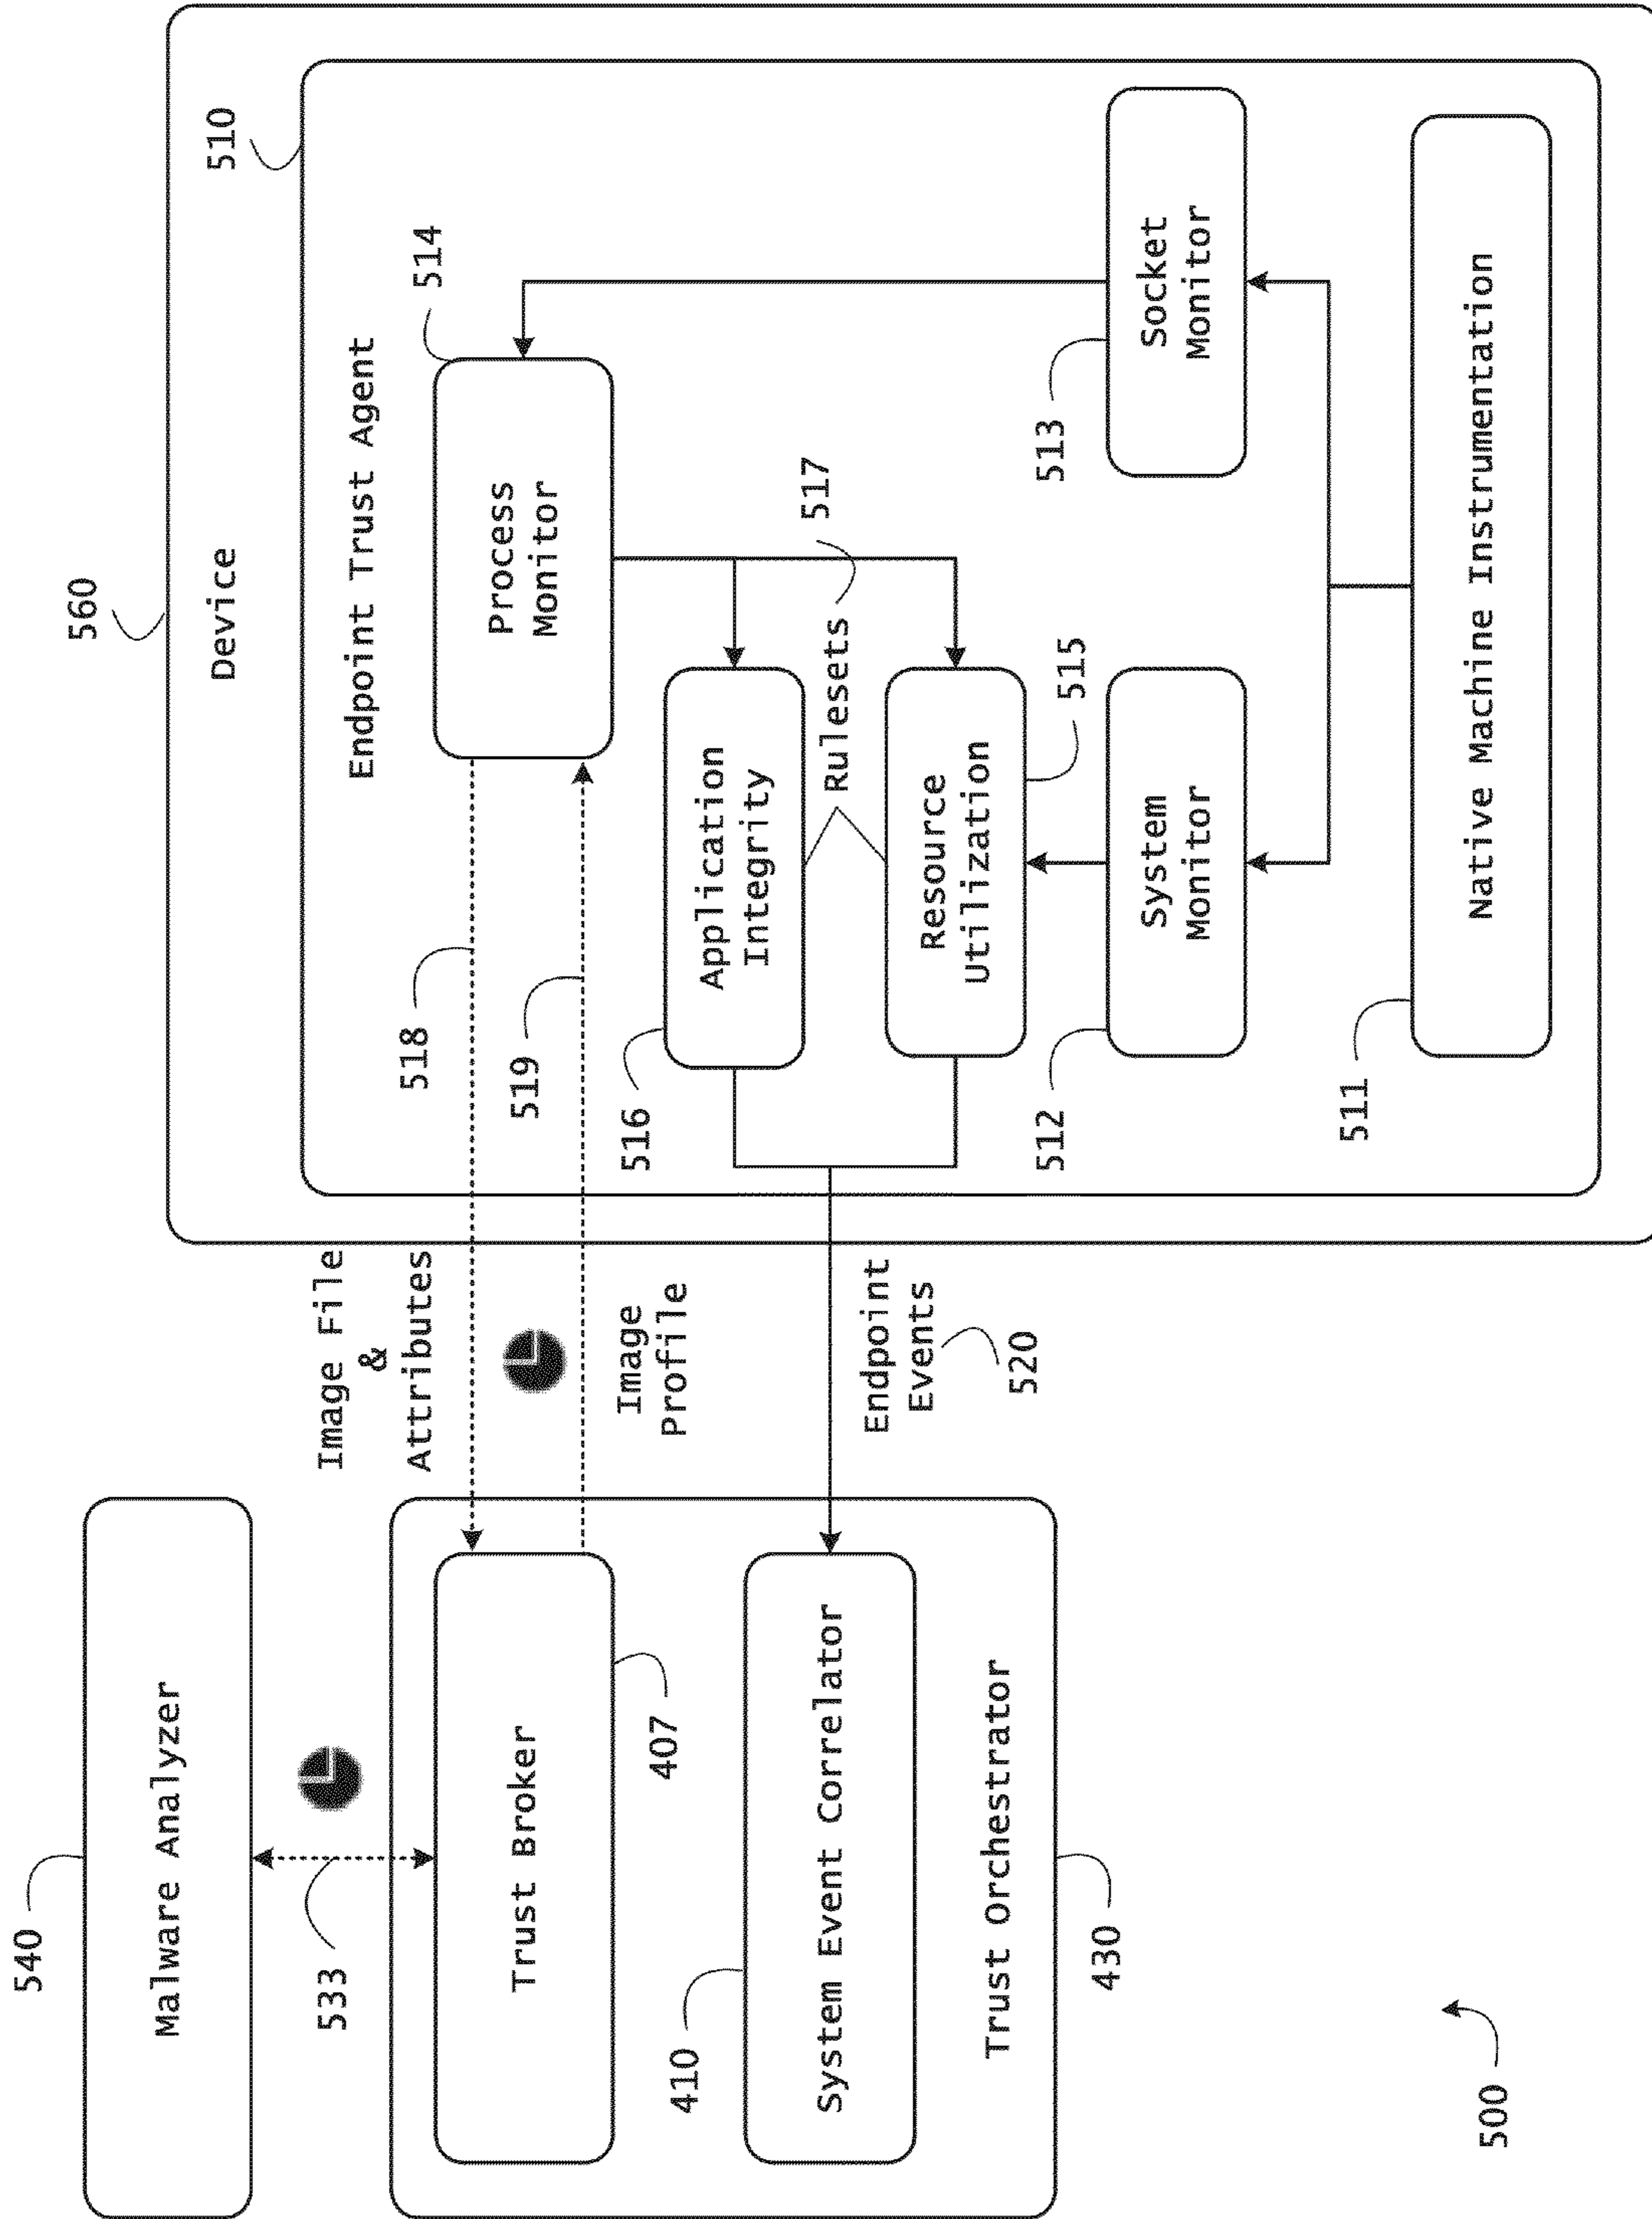 560
Device
510
Endpoint Trust Agent
514
Process
Monitor
518
519
516
Application
Integrity
Rulesets
517
Resource
Utilization
515
513
Socket
Monitor
512
System
Monitor
511
Native Machine Instrumentation
Image File
&
Attributes
Image
Profile
Endpoint
Events
520
540
Malware Analyzer
533
Trust Broker
407
410
System Event Correlator
Trust Orchestrator
430
500